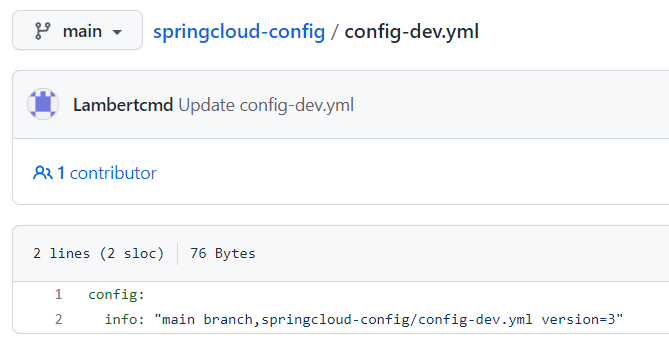 main springcloud-config / config-dev.yml
Lambertcmd Update config-dev.yml
1 contributor
2 lines (2 sloc) 76 Bytes
1 config:
2   info: "main branch,springcloud-config/config-dev.yml version=3"